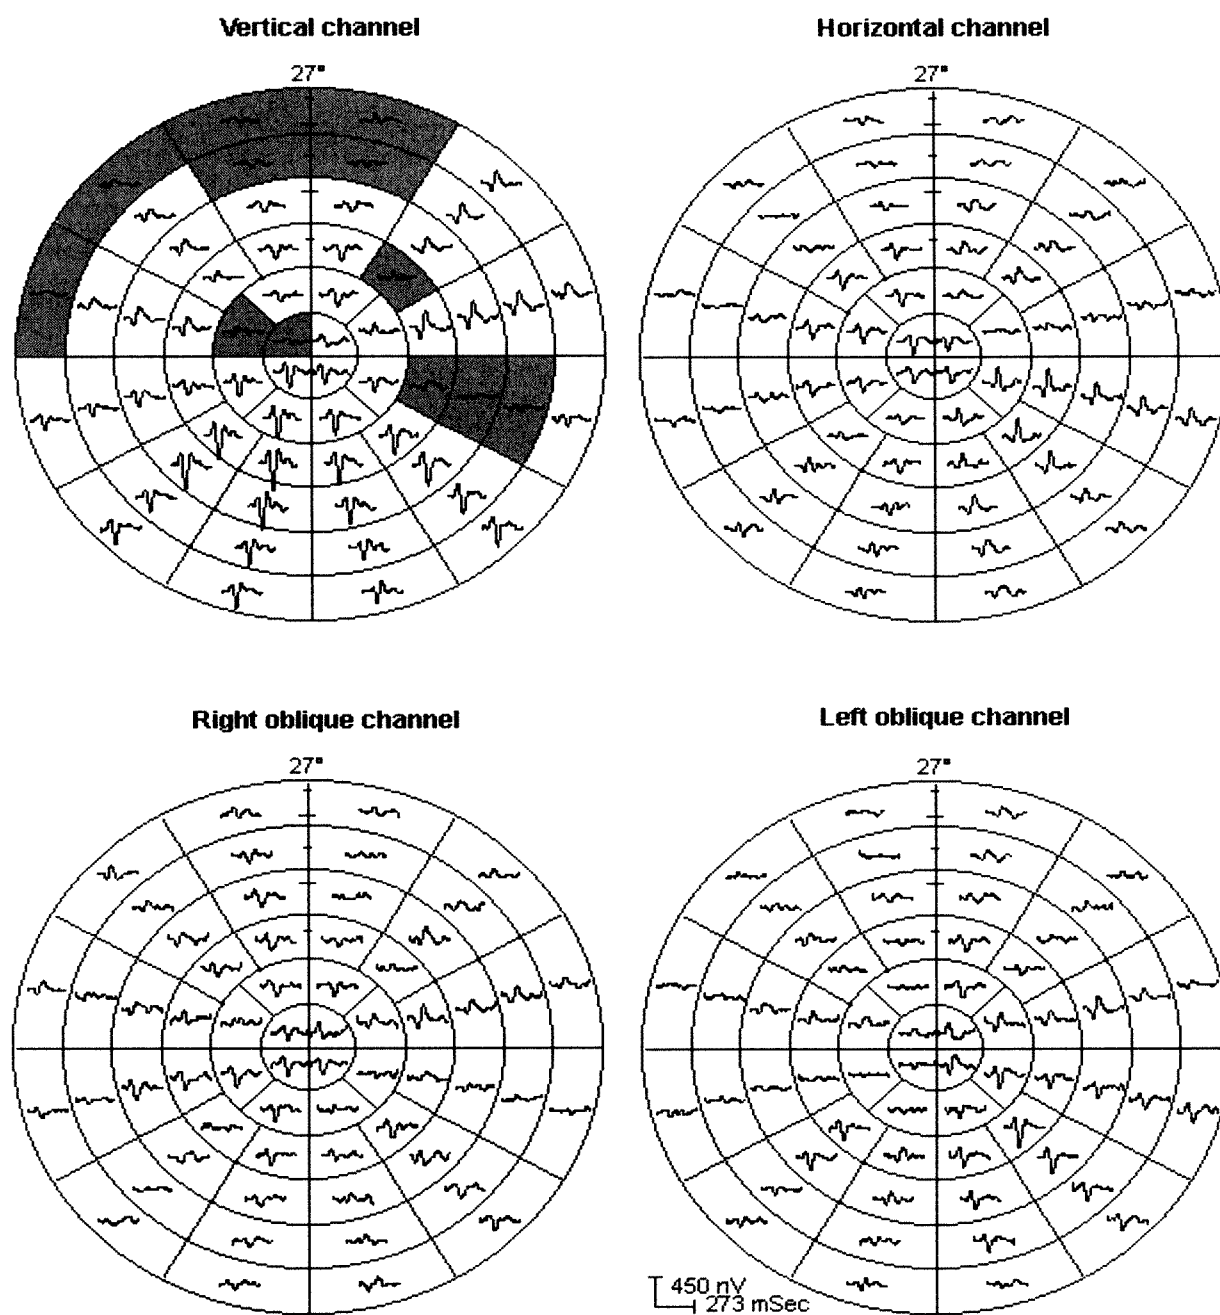 Vertical channel
Horizontal channel
27°
27°
Right oblique channel
Left oblique channel
27°
27°
450 nV
273 mSec